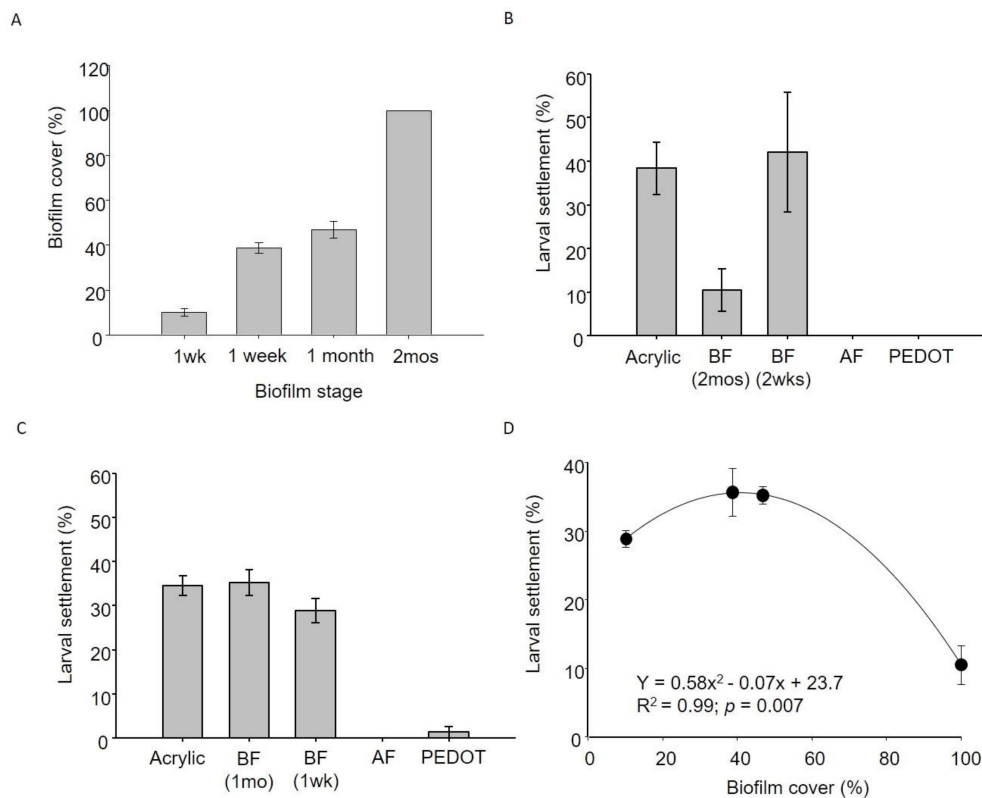 A
Biofilm cover (%)
120
100
80
60
40
20
0
1wk 1 week 1 month 2mos
Biofilm stage
B
Larval settlement (%)
60
50
40
30
20
10
0
Acrylic BF BF AF PEDOT
(2mos) (2wks)
C
Larval settlement (%)
60
50
40
30
20
10
0
Acrylic BF BF AF PEDOT
(1mo) (1wk)
D
Larval settlement (%)
40
30
20
10
0
Y = 0.58x² - 0.07x + 23.7
R² = 0.99; p = 0.007
0 20 40 60 80 100
Biofilm cover (%)